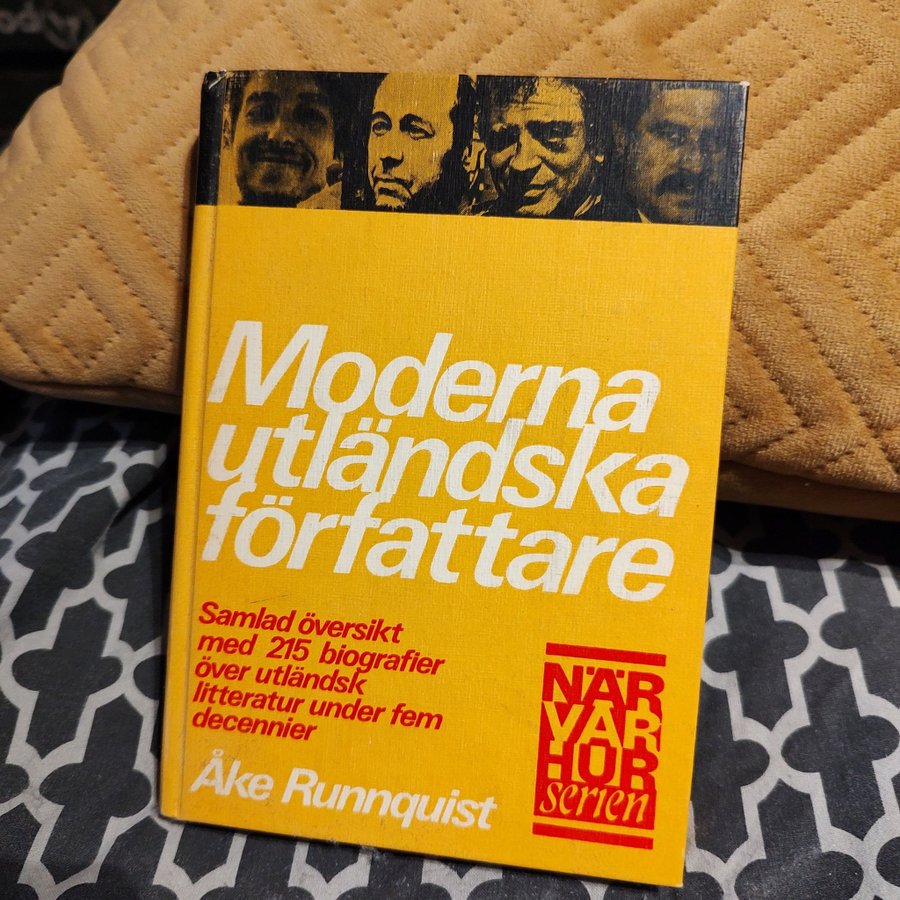 Moderna
utländska
författare
Samlad översikt
med 215 biografier
över utländsk
litteratur under fem
decennier
Åke Runnquist
NÄR
VAR
HUR
serien